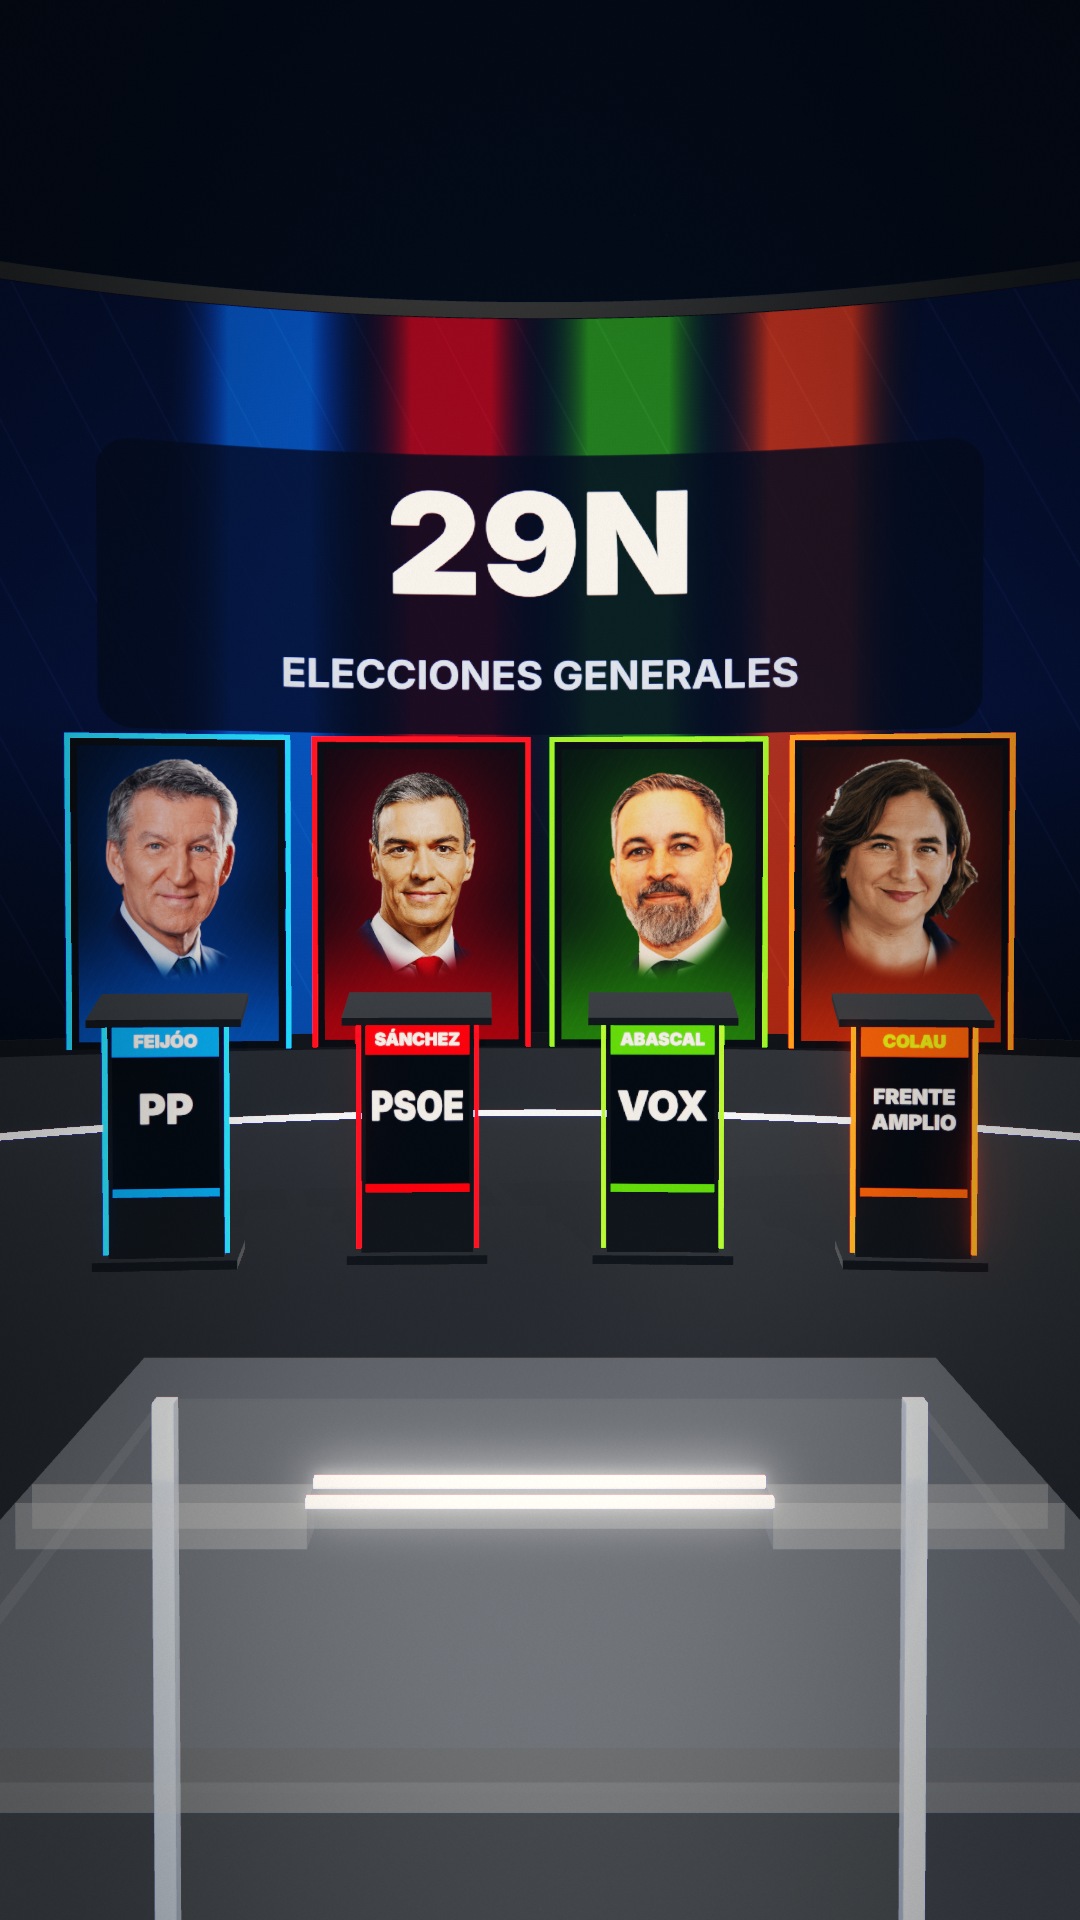 29N
ELECCIONES GENERALES
FEIJÓO
SÁNCHEZ
ABASCAL
COLAU
PP
PSOE
VOX
FRENTE
AMPLIO